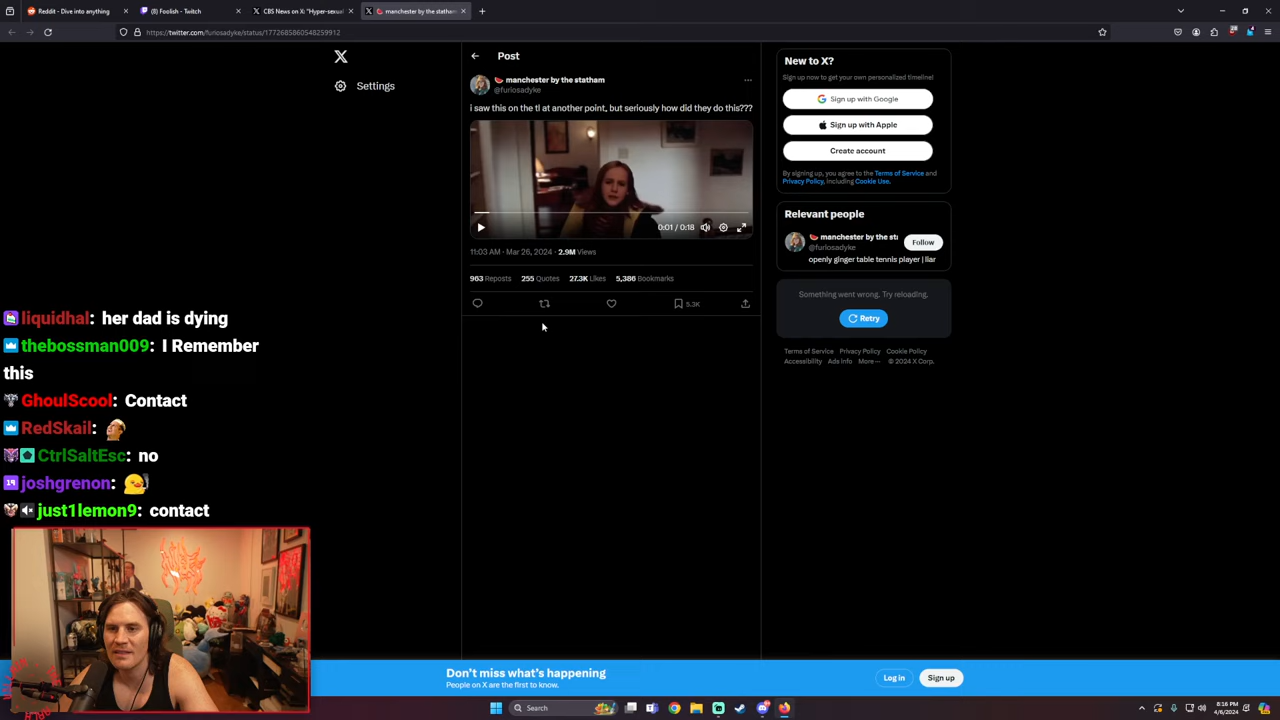 Reddit - Dive into anything
(8) Foolish - Twitch
CBS News on X: "Hyper-sexual
manchester by the statham
https://twitter.com/furiosadyke/status/1772685860548259912
Settings
Post
manchester by the statham
@furiosadyke
i saw this on the tl at another point, but seriously how did they do this???
0:01 / 0:18
11:03 AM · Mar 26, 2024 · 2.9M Views
963 Reposts 255 Quotes 27.3K Likes 5,386 Bookmarks
5.3K
New to X?
Sign up now to get your own personalized timeline!
Sign up with Google
Sign up with Apple
Create account
By signing up, you agree to the Terms of Service and
Privacy Policy, including Cookie Use.
Relevant people
manchester by the st
@furiosadyke
Follow
openly ginger table tennis player | liar
Something went wrong. Try reloading.
Retry
Terms of Service Privacy Policy Cookie Policy
Accessibility Ads info More ··· © 2024 X Corp.
liquidhal: her dad is dying
thebossman009: I Remember
this
GhoulScool: Contact
RedSkail:
CtrlSaltEsc: no
joshgrenon:
just1lemon9: contact
Don't miss what's happening
People on X are the first to know.
Log in
Sign up
Search
8:16 PM
4/6/2024